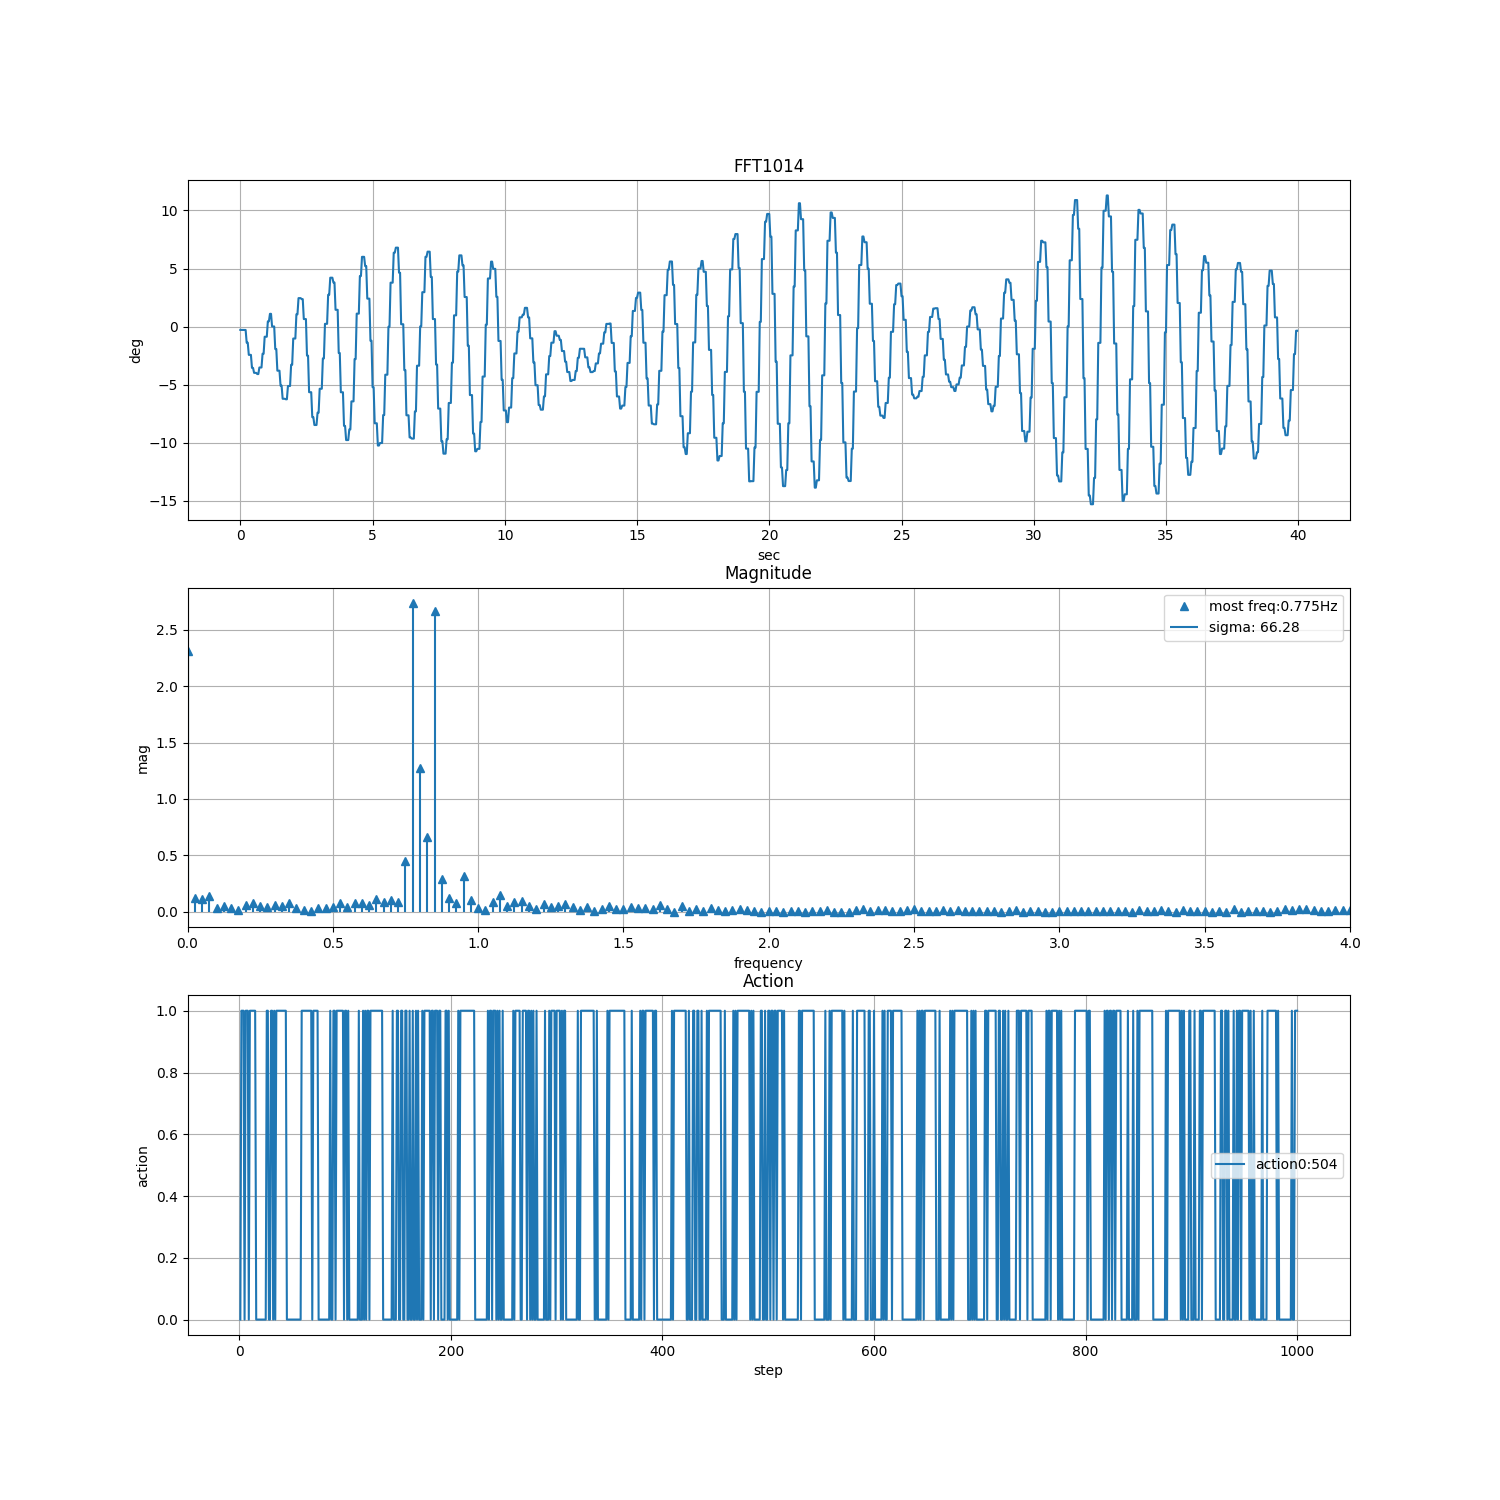 FFT1014
10
5
0
−5
−10
−15
deg
0 5 10 15 20 25 30 35 40
sec
Magnitude
most freq:0.775Hz
sigma: 66.28
2.5
2.0
1.5
1.0
0.5
0.0
mag
0.0 0.5 1.0 1.5 2.0 2.5 3.0 3.5 4.0
frequency
Action
1.0
0.8
0.6
0.4
0.2
0.0
action
action0:504
0 200 400 600 800 1000
step